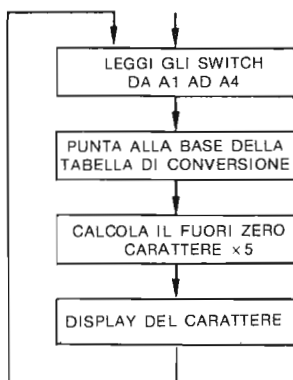 LEGGI GLI SWITCH
DA A1 AD A4
PUNTA ALLA BASE DELLA
TABELLA DI CONVERSIONE
CALCOLA IL FUORI ZERO
CARATTERE ×5
DISPLAY DEL CARATTERE